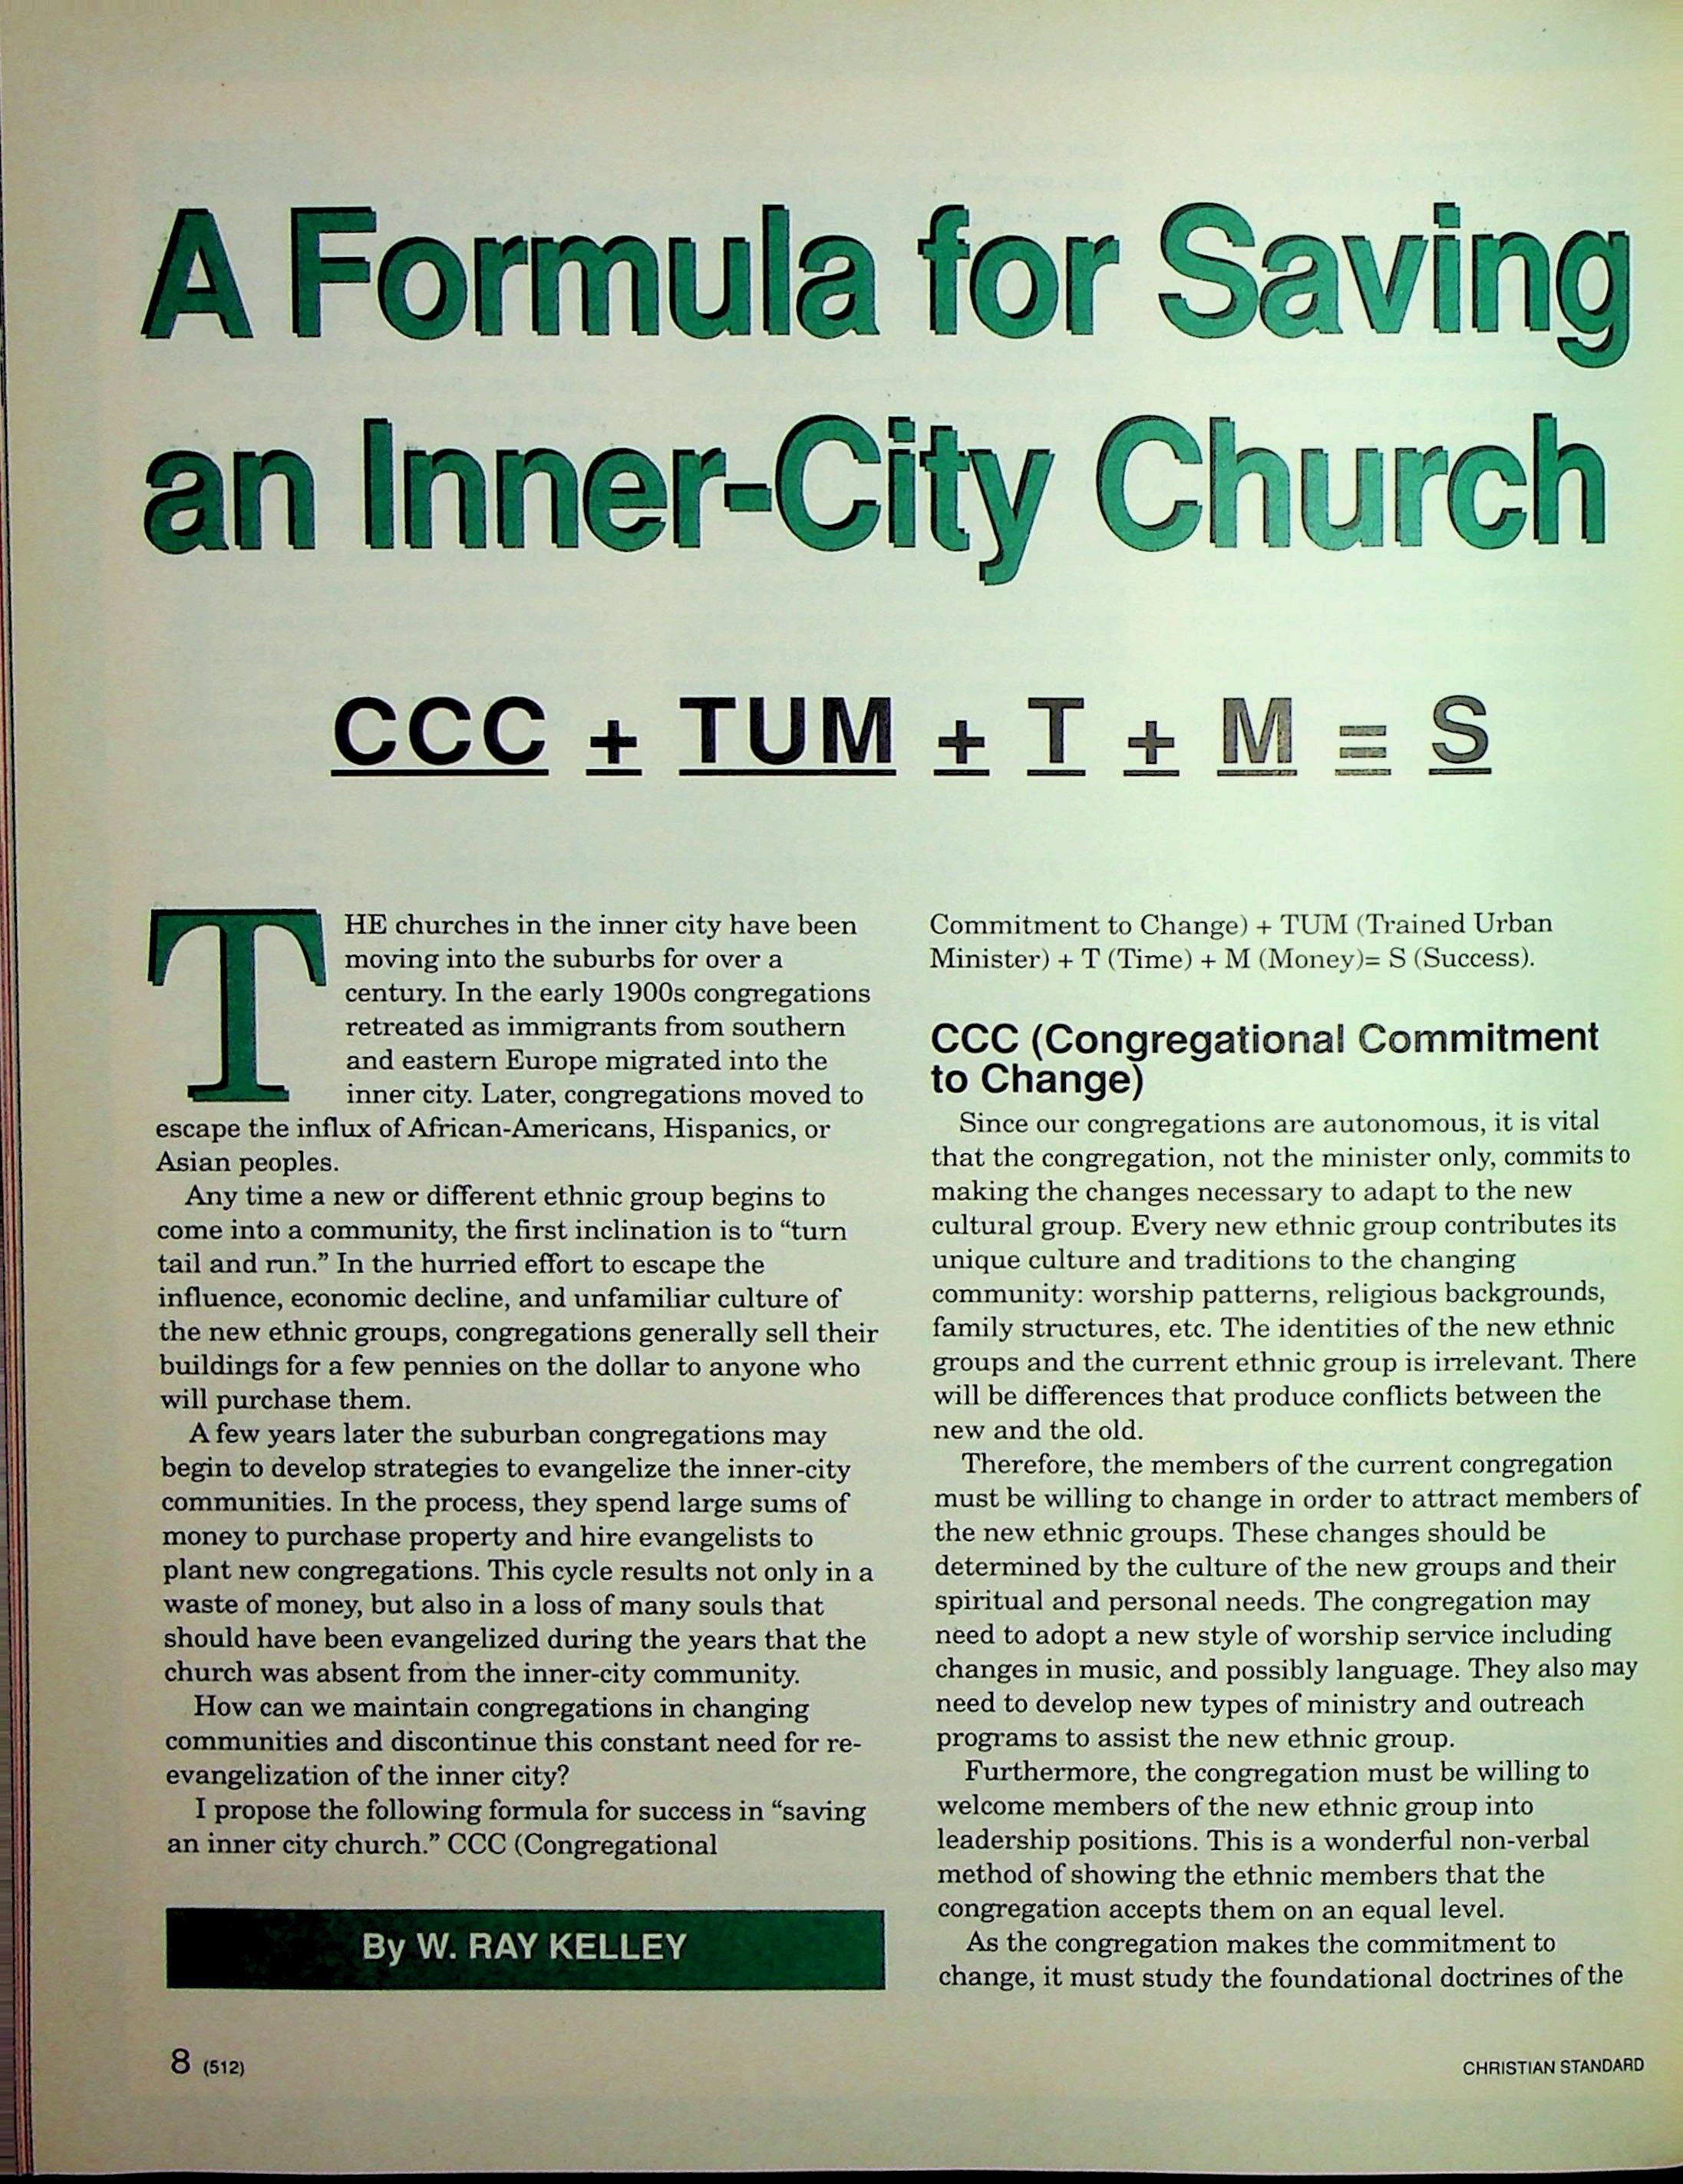 A Formula for Saving
an Inner-City Church
CCC + TUM + T + M = S
THE churches in the inner city have been
moving into the suburbs for over a
century. In the early 1900s congregations
retreated as immigrants from southern
and eastern Europe migrated into the
inner city. Later, congregations moved to
escape the influx of African-Americans, Hispanics, or
Asian peoples.
Any time a new or different ethnic group begins to
come into a community, the first inclination is to “turn
tail and run.” In the hurried effort to escape the
influence, economic decline, and unfamiliar culture of
the new ethnic groups, congregations generally sell their
buildings for a few pennies on the dollar to anyone who
will purchase them.
A few years later the suburban congregations may
begin to develop strategies to evangelize the inner-city
communities. In the process, they spend large sums of
money to purchase property and hire evangelists to
plant new congregations. This cycle results not only in a
waste of money, but also in a loss of many souls that
should have been evangelized during the years that the
church was absent from the inner-city community.
How can we maintain congregations in changing
communities and discontinue this constant need for re-
evangelization of the inner city?
I propose the following formula for success in “saving
an inner city church.” CCC (Congregational
By W. RAY KELLEY
Commitment to Change) + TUM (Trained Urban
Minister) + T (Time) + M (Money)= S (Success).
CCC (Congregational Commitment
to Change)
Since our congregations are autonomous, it is vital
that the congregation, not the minister only, commits to
making the changes necessary to adapt to the new
cultural group. Every new ethnic group contributes its
unique culture and traditions to the changing
community: worship patterns, religious backgrounds,
family structures, etc. The identities of the new ethnic
groups and the current ethnic group is irrelevant. There
will be differences that produce conflicts between the
new and the old.
Therefore, the members of the current congregation
must be willing to change in order to attract members of
the new ethnic groups. These changes should be
determined by the culture of the new groups and their
spiritual and personal needs. The congregation may
need to adopt a new style of worship service including
changes in music, and possibly language. They also may
need to develop new types of ministry and outreach
programs to assist the new ethnic group.
Furthermore, the congregation must be willing to
welcome members of the new ethnic group into
leadership positions. This is a wonderful non-verbal
method of showing the ethnic members that the
congregation accepts them on an equal level.
As the congregation makes the commitment to
change, it must study the foundational doctrines of the
8 (512)
CHRISTIAN STANDARD